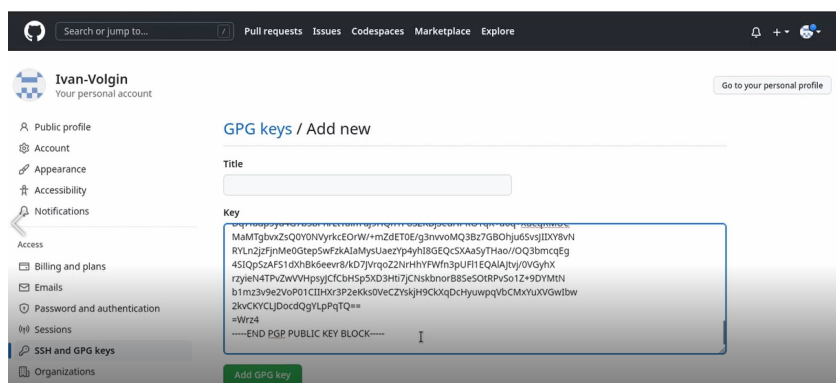 Search or jump to...
/
Pull requests Issues Codespaces Marketplace Explore
Ivan-Volgin
Your personal account
Go to your personal profile
Public profile
Account
Appearance
Accessibility
Notifications
Access
Billing and plans
Emails
Password and authentication
Sessions
SSH and GPG keys
Organizations
GPG keys / Add new
Title
Key
MaMTgbvxZsQ0Y0NVyrkcEOrW/+mZdET0E/g3nvvoMQ3Bz7GBOhju6SvsJIIXY8vN
RYLn2jzFjnMe0GtepSwFzkAIaMysUaezYp4yhI8GEQcSXAaSyTHao//OQ3bmcqEg
4SIQpSzAFS1dXhBk6eevr8/kD7JVrqoZ2NrHhYFWfn3pUFl1EQAlAJtvj/0VGyhX
rzyieN4TPvZwVVHpsyJCfCbHSp5XD3Hti7jCNskbnorB8SeSOtRPvSo1Z+9DYMtN
b1mz3v9e2VoP01CIIHXr3P2eKks0VeCZYskjH9CkXqDcHyuwpqVbCMxYuXVGwIbw
2kvCKYCLJDocdQgYLpPqTQ==
=Wrz4
-----END PGP PUBLIC KEY BLOCK-----
Add GPG key